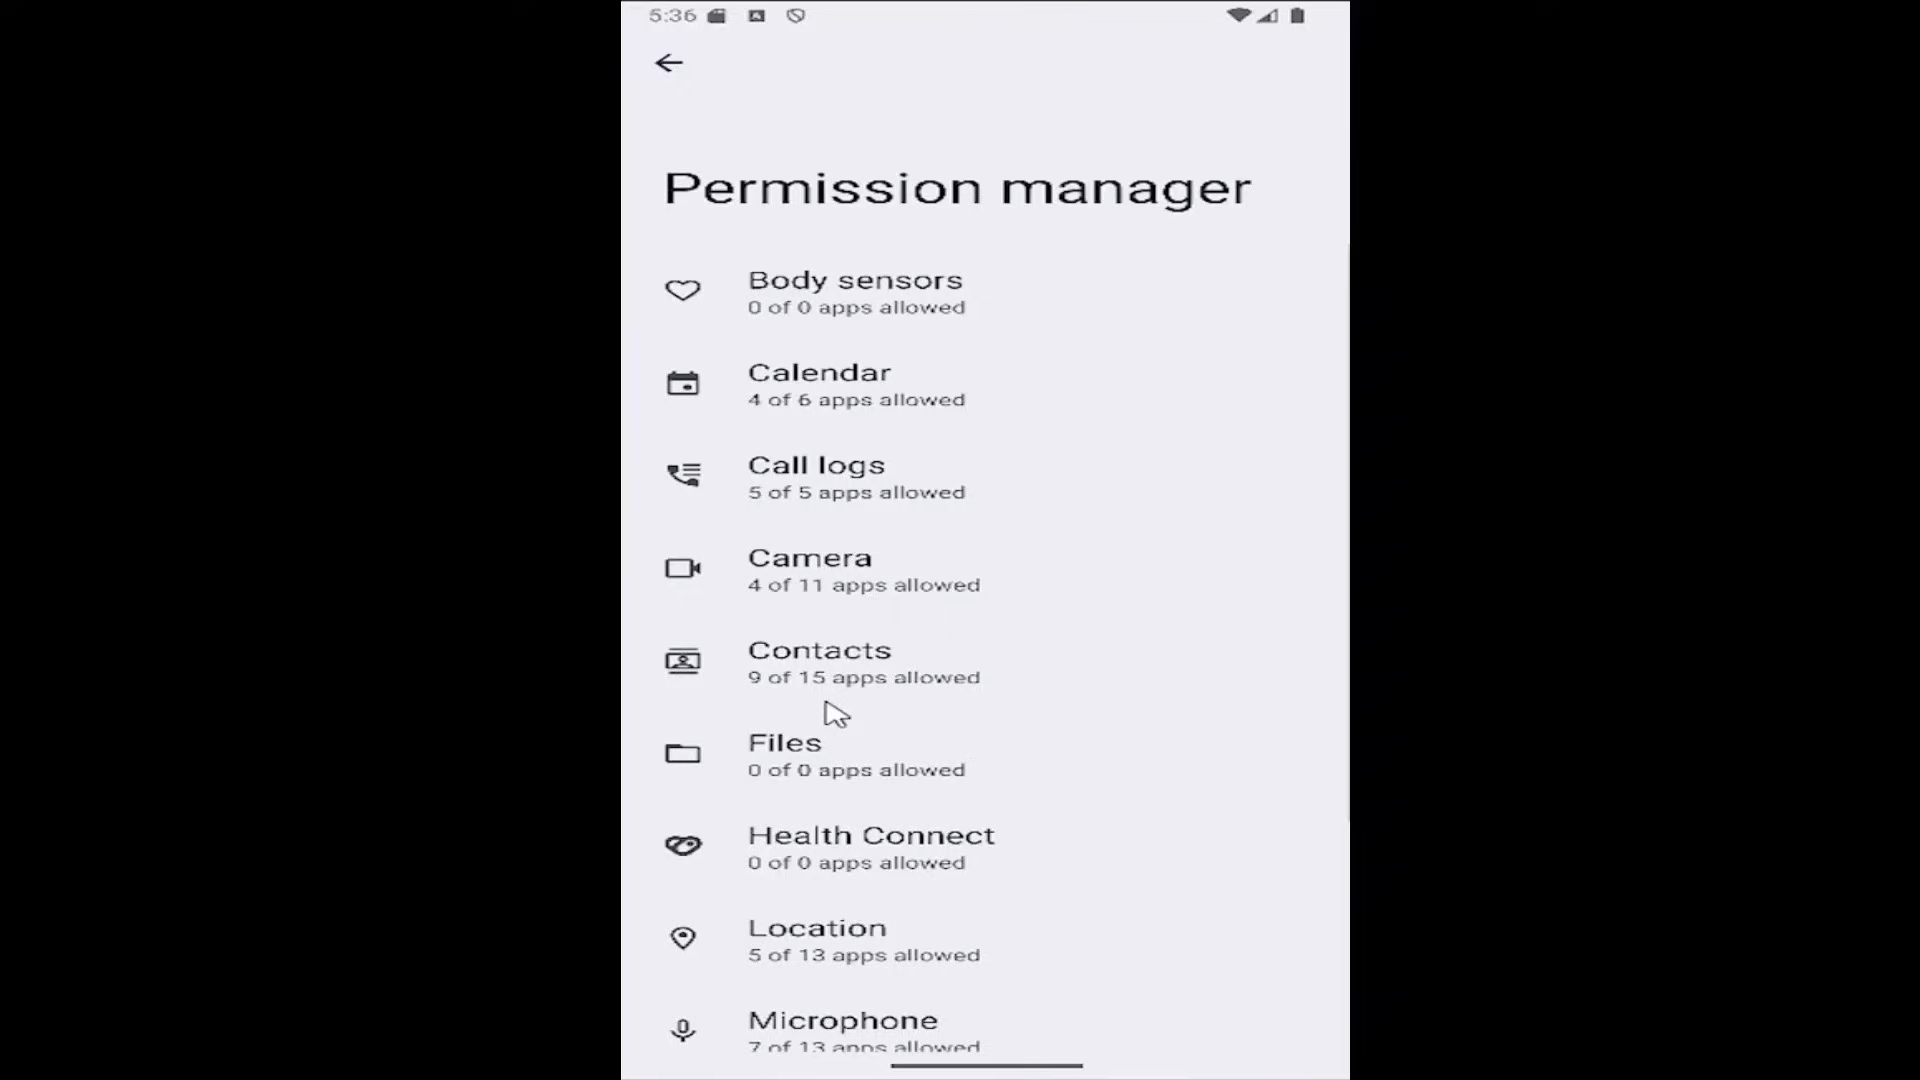 5:36
Permission manager
Body sensors
0 of 0 apps allowed
Calendar
4 of 6 apps allowed
Call logs
5 of 5 apps allowed
Camera
4 of 11 apps allowed
Contacts
9 of 15 apps allowed
Files
0 of 0 apps allowed
Health Connect
0 of 0 apps allowed
Location
5 of 13 apps allowed
Microphone
7 of 13 apps allowed